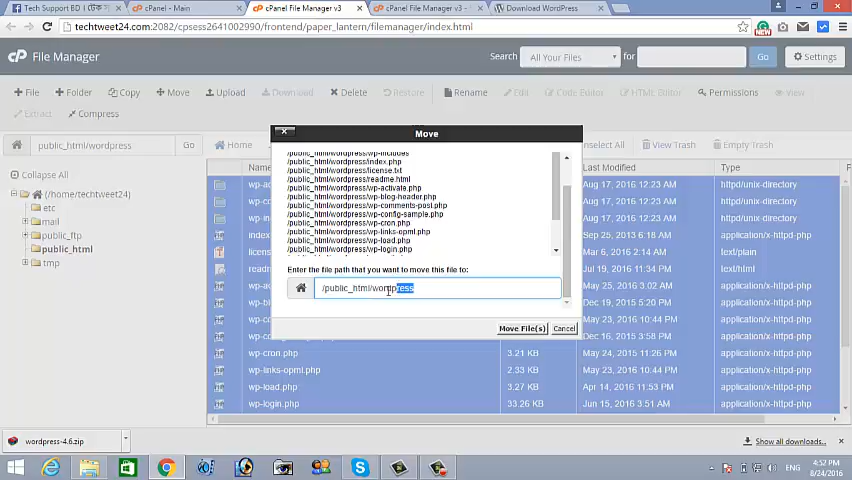 Tech Support BD | টেক
cPanel - Main
cPanel File Manager v3
cPanel File Manager v3
Download WordPress
techtweet24.com:2082/cpsess2641002990/frontend/paper_lantern/filemanager/index.html
cP File Manager
Search
All Your Files
for
Go
Settings
File
Folder
Copy
Move
Upload
Download
Delete
Restore
Rename
Edit
Code Editor
HTML Editor
Permissions
View
Extract
Compress
Move
public_html/wordpress
Go
Home
select All
View Trash
Empty Trash
Collapse All
(/home/techtweet24)
etc
mail
public_ftp
public_html
tmp
Last Modified
Type
/public_html/wordpress/wp-includes
/public_html/wordpress/index.php
/public_html/wordpress/license.txt
/public_html/wordpress/readme.html
/public_html/wordpress/wp-activate.php
/public_html/wordpress/wp-blog-header.php
/public_html/wordpress/wp-comments-post.php
/public_html/wordpress/wp-config-sample.php
/public_html/wordpress/wp-cron.php
/public_html/wordpress/wp-links-opml.php
/public_html/wordpress/wp-load.php
/public_html/wordpress/wp-login.php
Enter the file path that you want to move this file to:
/public_html/wordpress
Move File(s)
Cancel
Aug 17, 2016 12:23 AM httpd/unix-directory
Aug 17, 2016 12:23 AM httpd/unix-directory
Aug 17, 2016 12:23 AM httpd/unix-directory
Sep 25, 2013 6:18 AM application/x-httpd-php
Mar 6, 2016 2:14 AM text/plain
Jul 19, 2016 11:34 PM text/html
May 25, 2016 3:02 AM application/x-httpd-php
Dec 19, 2015 5:20 PM application/x-httpd-php
May 23, 2016 10:44 PM application/x-httpd-php
Dec 16, 2015 3:58 PM application/x-httpd-php
wp-cron.php 3.21 KB May 24, 2015 11:26 PM application/x-httpd-php
wp-links-opml.php 2.33 KB May 23, 2016 10:44 PM application/x-httpd-php
wp-load.php 3.27 KB Apr 14, 2016 11:53 PM application/x-httpd-php
wp-login.php 33.26 KB Jun 15, 2016 3:51 AM application/x-httpd-php
wordpress-4.6.zip
Show all downloads...
ENG
4:52 PM
8/24/2016